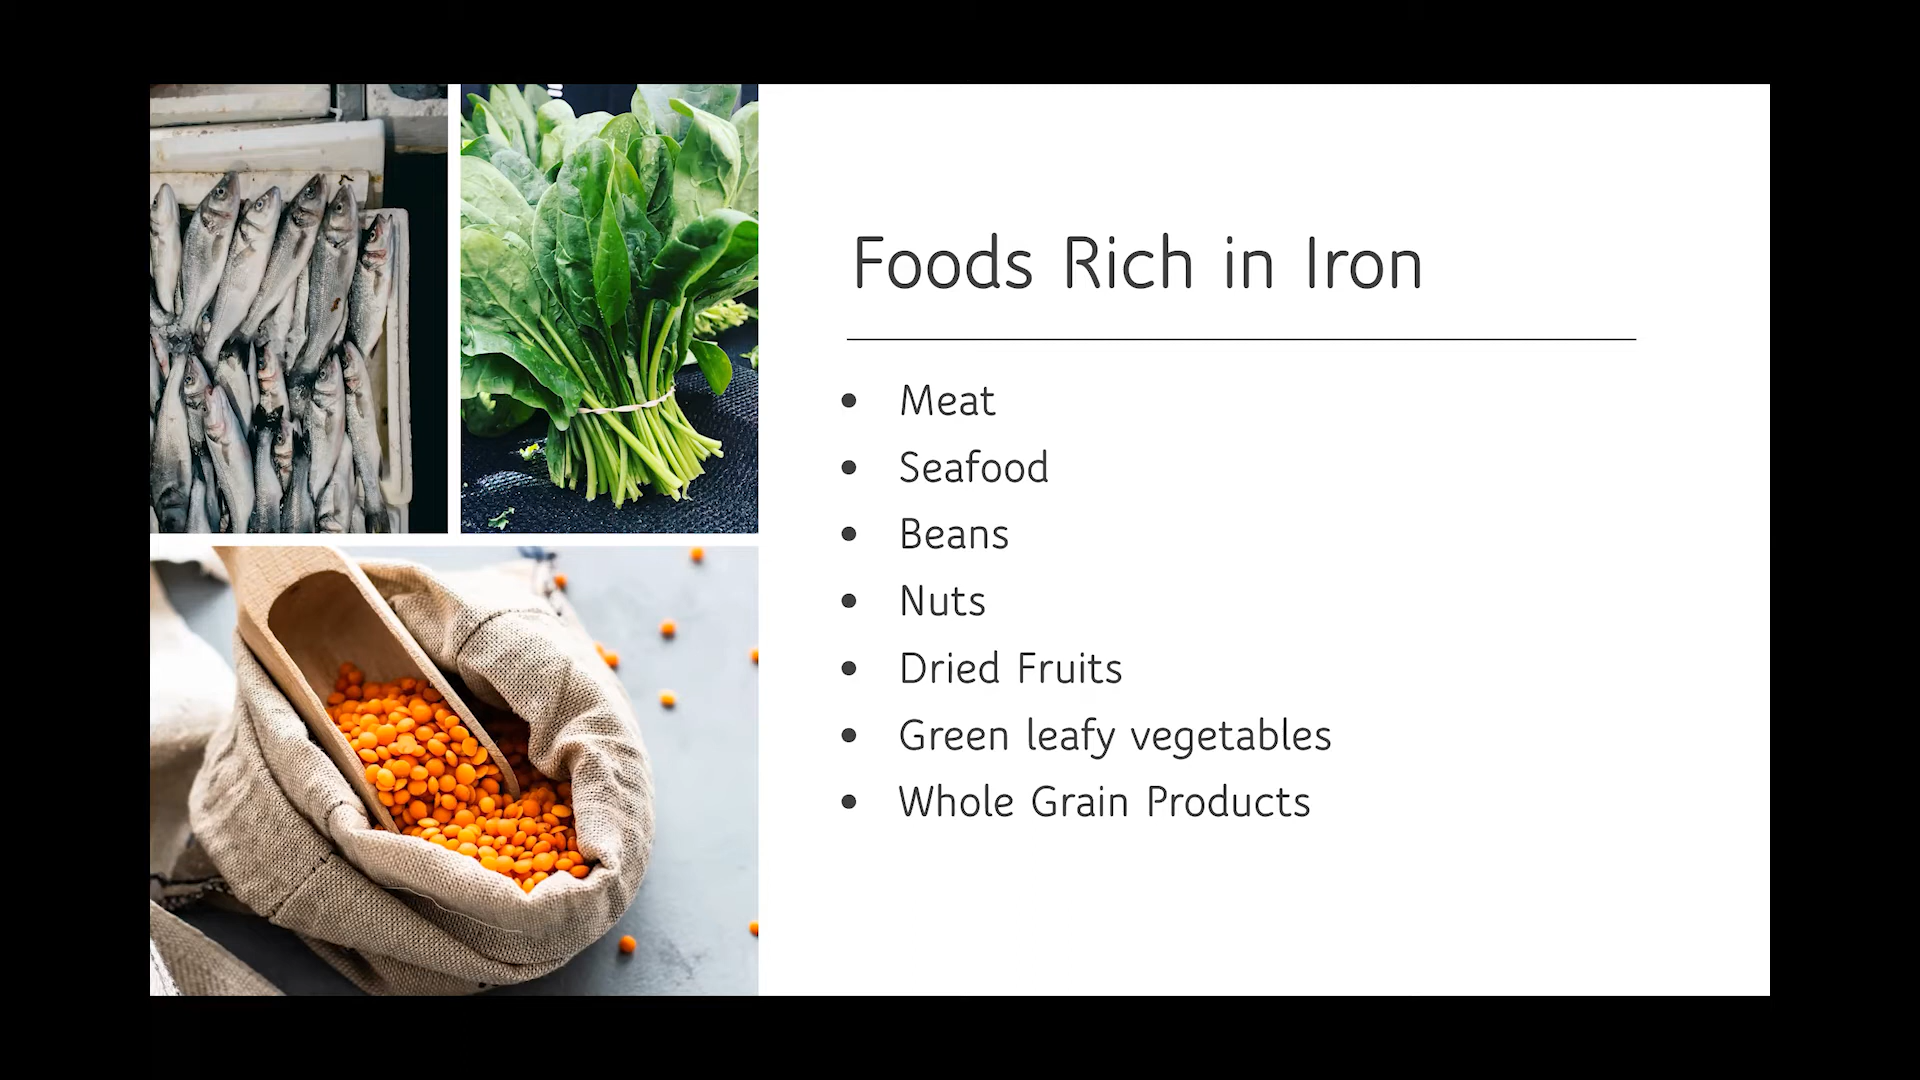 Foods Rich in Iron
• Meat
• Seafood
• Beans
• Nuts
• Dried Fruits
• Green leafy vegetables
• Whole Grain Products